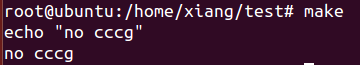 root@ubuntu:/home/xiang/test# make
echo "no cccg"
no cccg